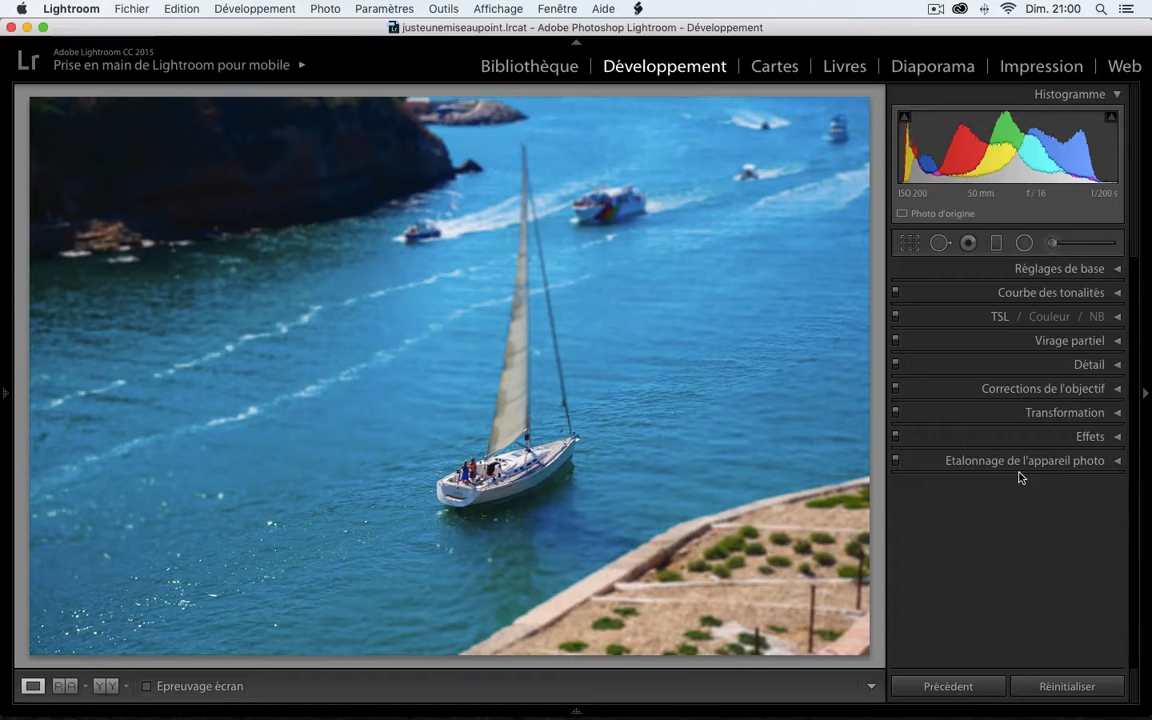 Lightroom Fichier Edition Développement Photo Paramètres Outils Affichage Fenêtre Aide Dim. 21:00
justeunemiseaupoint.lrcat - Adobe Photoshop Lightroom - Développement
Lr Adobe Lightroom CC 2015
Prise en main de Lightroom pour mobile
Bibliothèque Développement Cartes Livres Diaporama Impression Web
Histogramme
ISO 200 50 mm f / 16 1/200 s
Photo d'origine
Réglages de base
Courbe des tonalités
TSL / Couleur / NB
Virage partiel
Détail
Corrections de l'objectif
Transformation
Effets
Etalonnage de l'appareil photo
RA YY Epreuvage écran
Précédent Réinitialiser